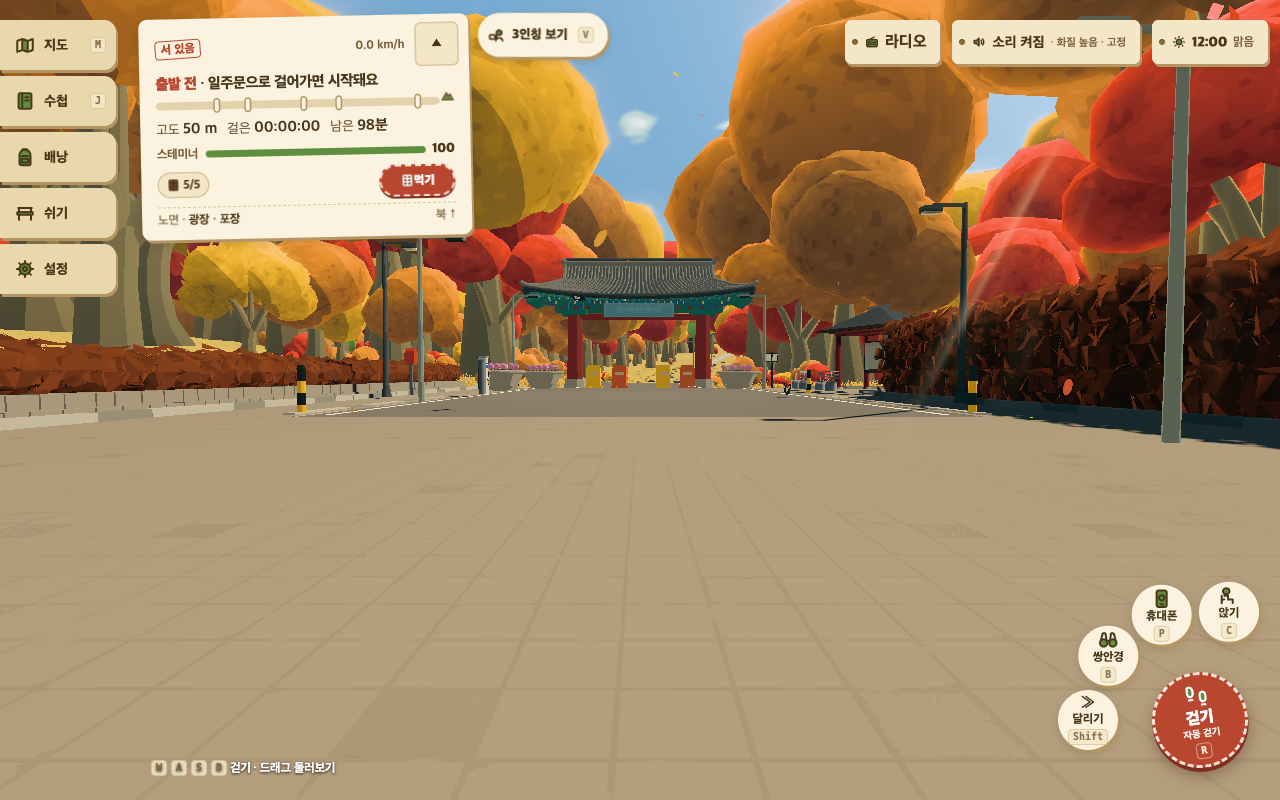 지도 M
수첩 J
배낭
쉬기
설정
서 있음 0.0 km/h ▲
출발 전 · 일주문으로 걸어가면 시작돼요
고도 50 m 걸은 00:00:00 남은 98분
스테미너 100
5/5 먹기
노면 · 광장 · 포장 북 ↑
3인칭 보기 V
라디오
소리 켜짐 · 화질 높음 · 고정
12:00 맑음
휴대폰 P
앉기 C
쌍안경 B
달리기 Shift
걷기
자동 걷기
R
W A S D 걷기 · 드래그 둘러보기